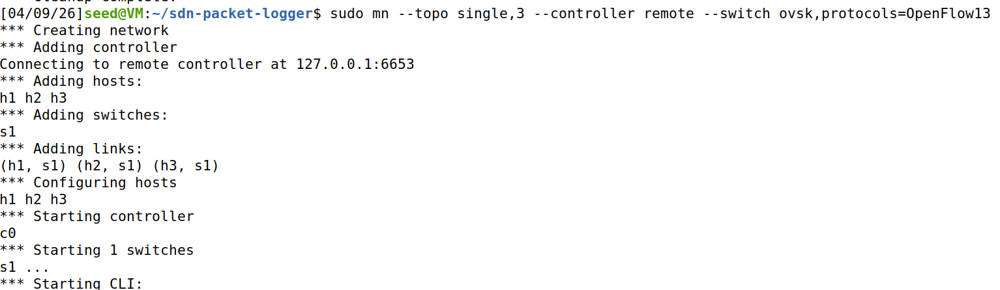 [04/09/26]seed@VM:~/sdn-packet-logger$ sudo mn --topo single,3 --controller remote --switch ovsk,protocols=OpenFlow13
*** Creating network
*** Adding controller
Connecting to remote controller at 127.0.0.1:6653
*** Adding hosts:
h1 h2 h3
*** Adding switches:
s1
*** Adding links:
(h1, s1) (h2, s1) (h3, s1)
*** Configuring hosts
h1 h2 h3
*** Starting controller
c0
*** Starting 1 switches
s1 ...
*** Starting CLI: